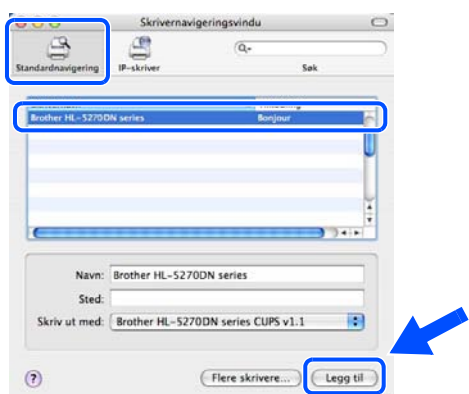 Skrivernavigeringsvindu
Standardnavigering IP-skriver Søk
Brother HL-5270DN series Bonjour
Navn: Brother HL-5270DN series
Sted:
Skriv ut med: Brother HL-5270DN series CUPS v1.1
? Flere skrivere... Legg til